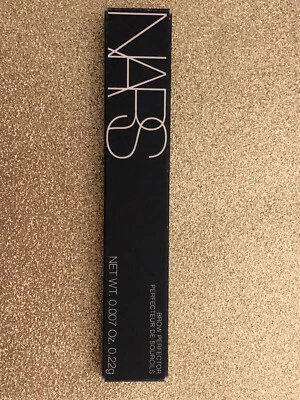 NARS
BROW PERFECTOR
PERFECTEUR DE SOURCILS
NET WT. 0.007 Oz. 0.22g